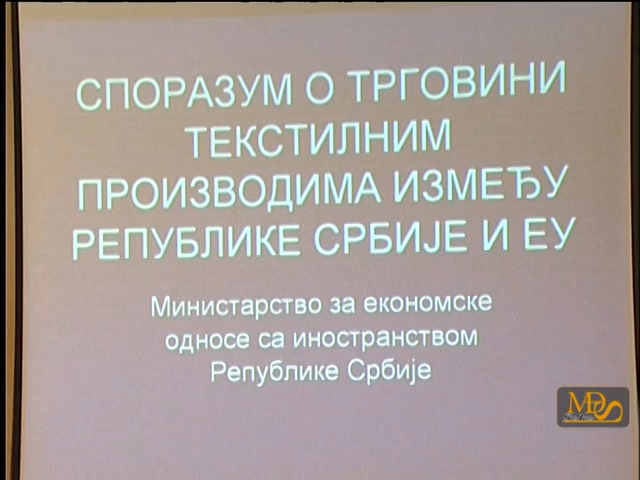 СПОРАЗУМ О ТРГОВИНИ
ТЕКСТИЛНИМ
ПРОИЗВОДИМА ИЗМЕЂУ
РЕПУБЛИКЕ СРБИЈЕ И ЕУ
Министарство за економске
односе са иностранством
Републике Србије